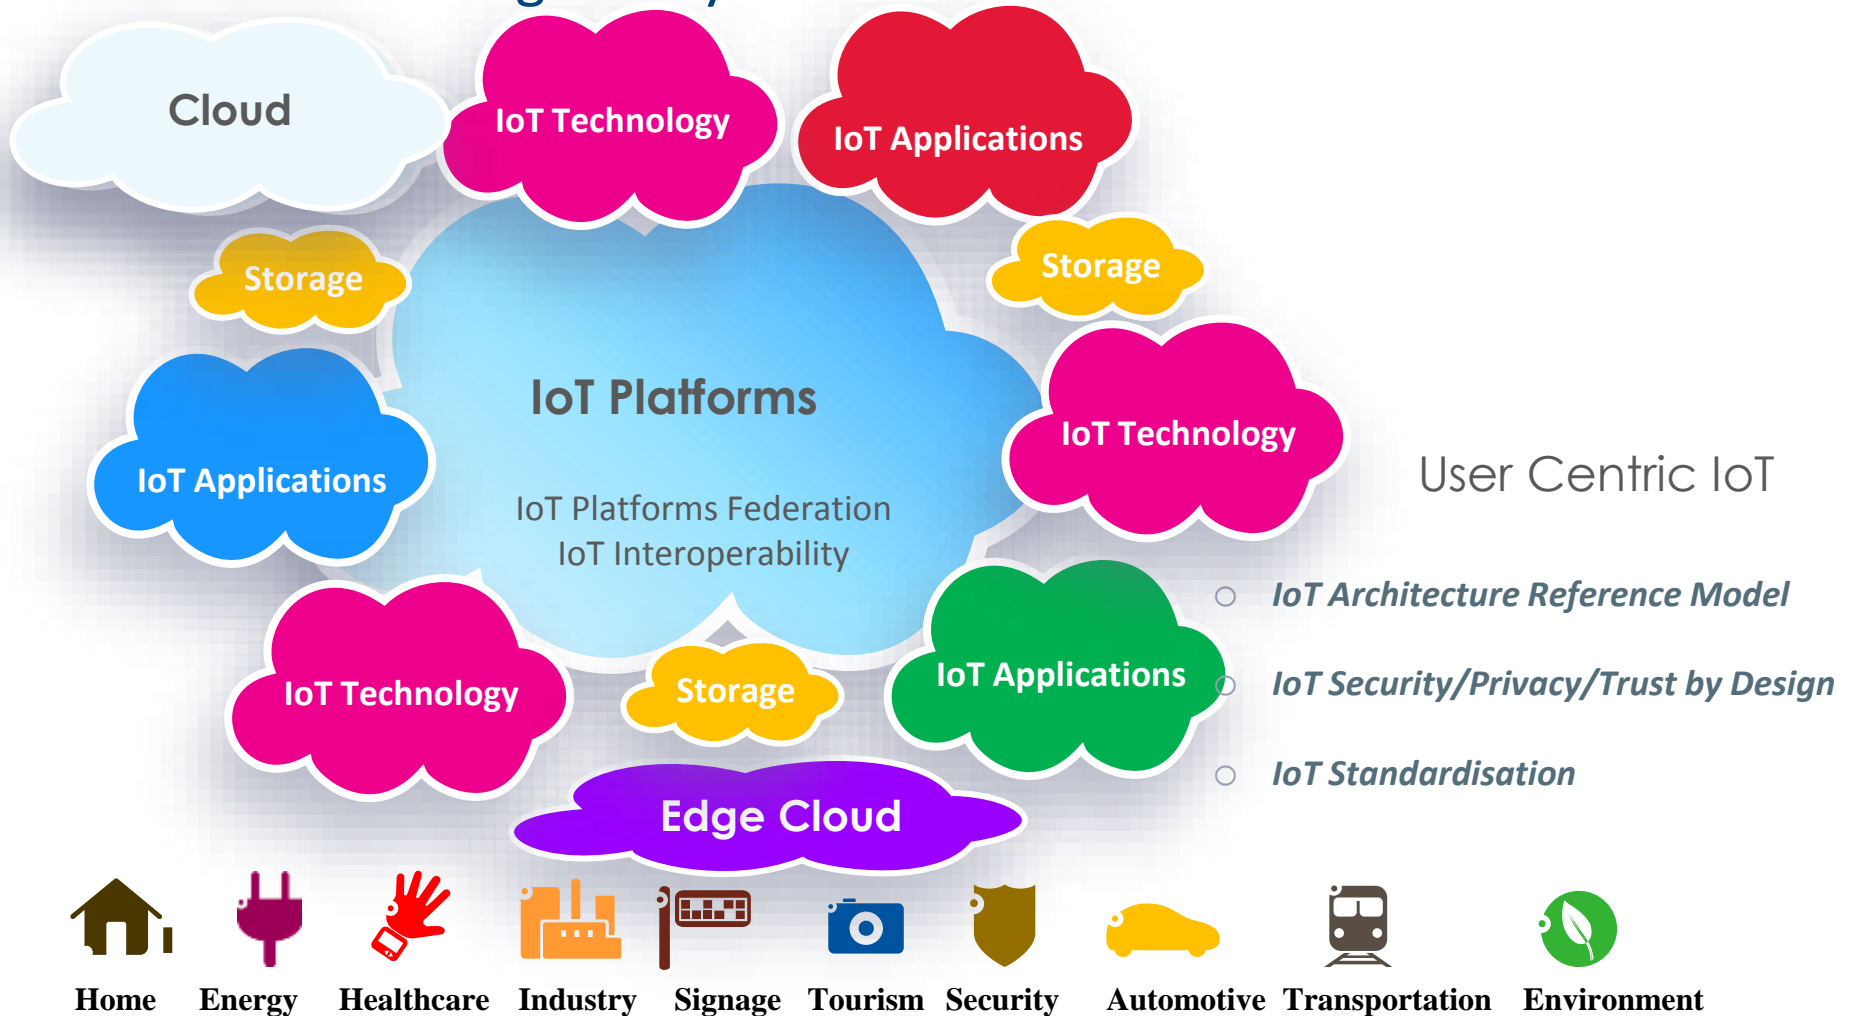 Cloud
IoT Technology
IoT Applications
Storage
Storage
IoT Platforms
IoT Technology
IoT Applications
User Centric IoT
IoT Platforms Federation
IoT Interoperability
IoT Architecture Reference Model
IoT Technology
Storage
IoT Applications
IoT Security/Privacy/Trust by Design
IoT Standardisation
Edge Cloud
Home Energy Healthcare Industry Signage Tourism Security Automotive Transportation Environment